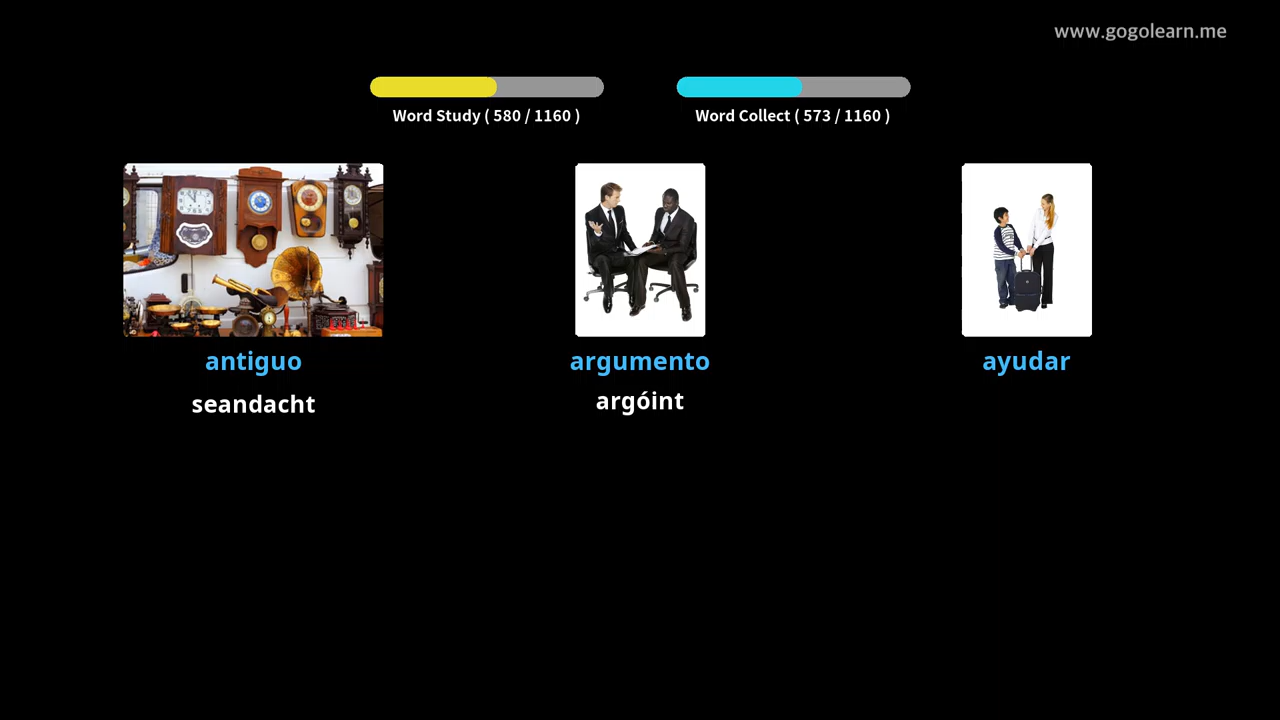 www.gogolearn.me
Word Study ( 580 / 1160 )
Word Collect ( 573 / 1160 )
antiguo
argumento
ayudar
seandacht
argóint